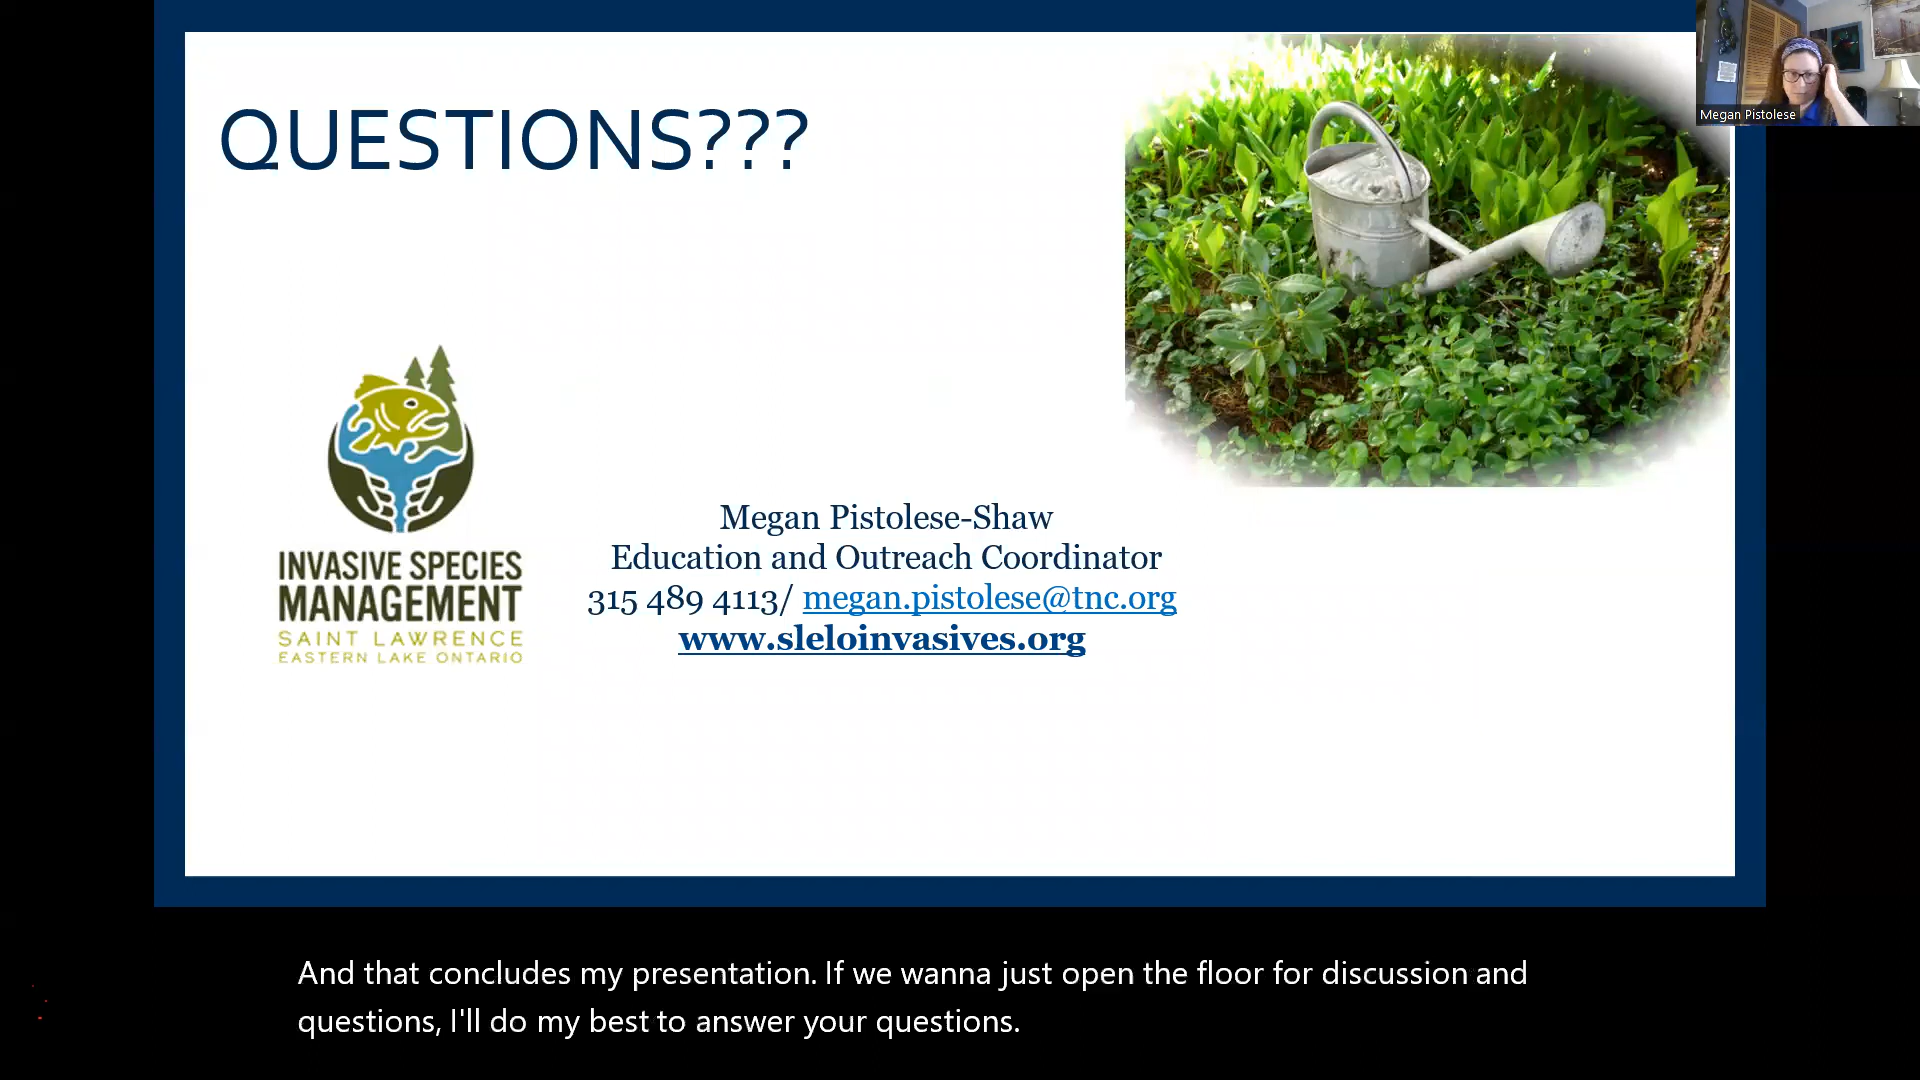 QUESTIONS???
Megan Pistolese
INVASIVE SPECIES
MANAGEMENT
SAINT LAWRENCE
EASTERN LAKE ONTARIO
Megan Pistolese-Shaw
Education and Outreach Coordinator
315 489 4113/ megan.pistolese@tnc.org
www.sleloinvasives.org
And that concludes my presentation. If we wanna just open the floor for discussion and
questions, I'll do my best to answer your questions.